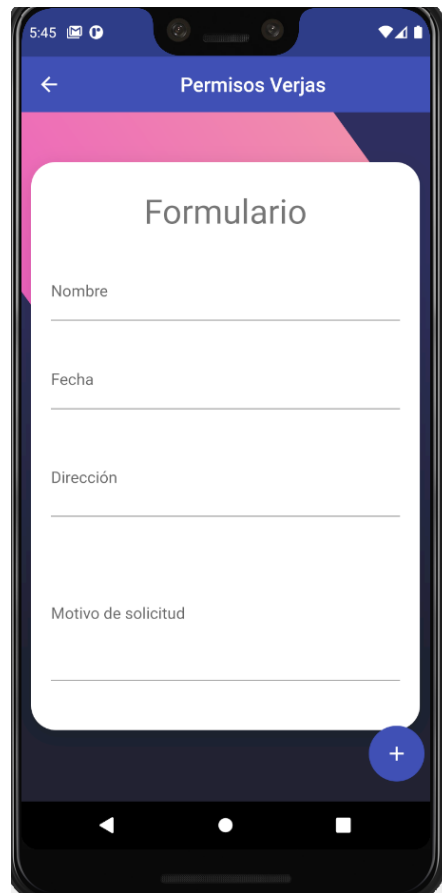 5:45
Permisos Verjas
Formulario
Nombre
Fecha
Dirección
Motivo de solicitud
+